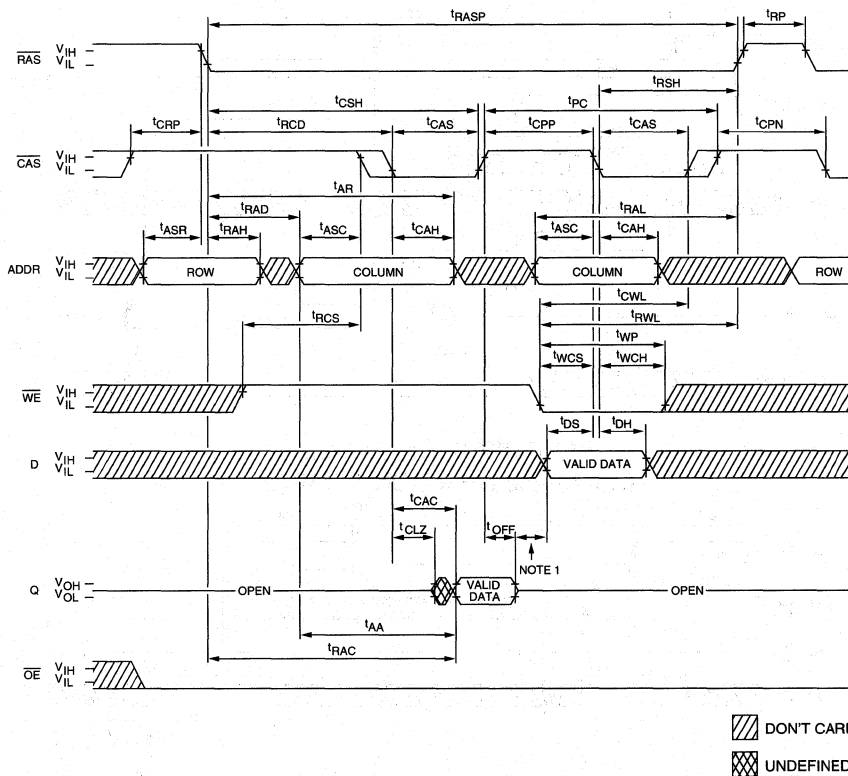 tRASP tRP
RAS VIH VIL
tRSH
tCSH tPC
tCRP tRCD tCAS tCPP tCAS tCPN
CAS VIH VIL
tAR
tRAD tRAL
tASR tRAH tASC tCAH tASC tCAH
ADDR VIH VIL ROW COLUMN COLUMN ROW
tCWL
tRCS tRWL
tWP
tWCS tWCH
WE VIH VIL
tDS tDH
D VIH VIL VALID DATA
tCAC
tCLZ tOFF
NOTE 1
Q VOH VOL OPEN VALID DATA OPEN
tAA
tRAC
OE VIH VIL
DON'T CARE
UNDEFINED